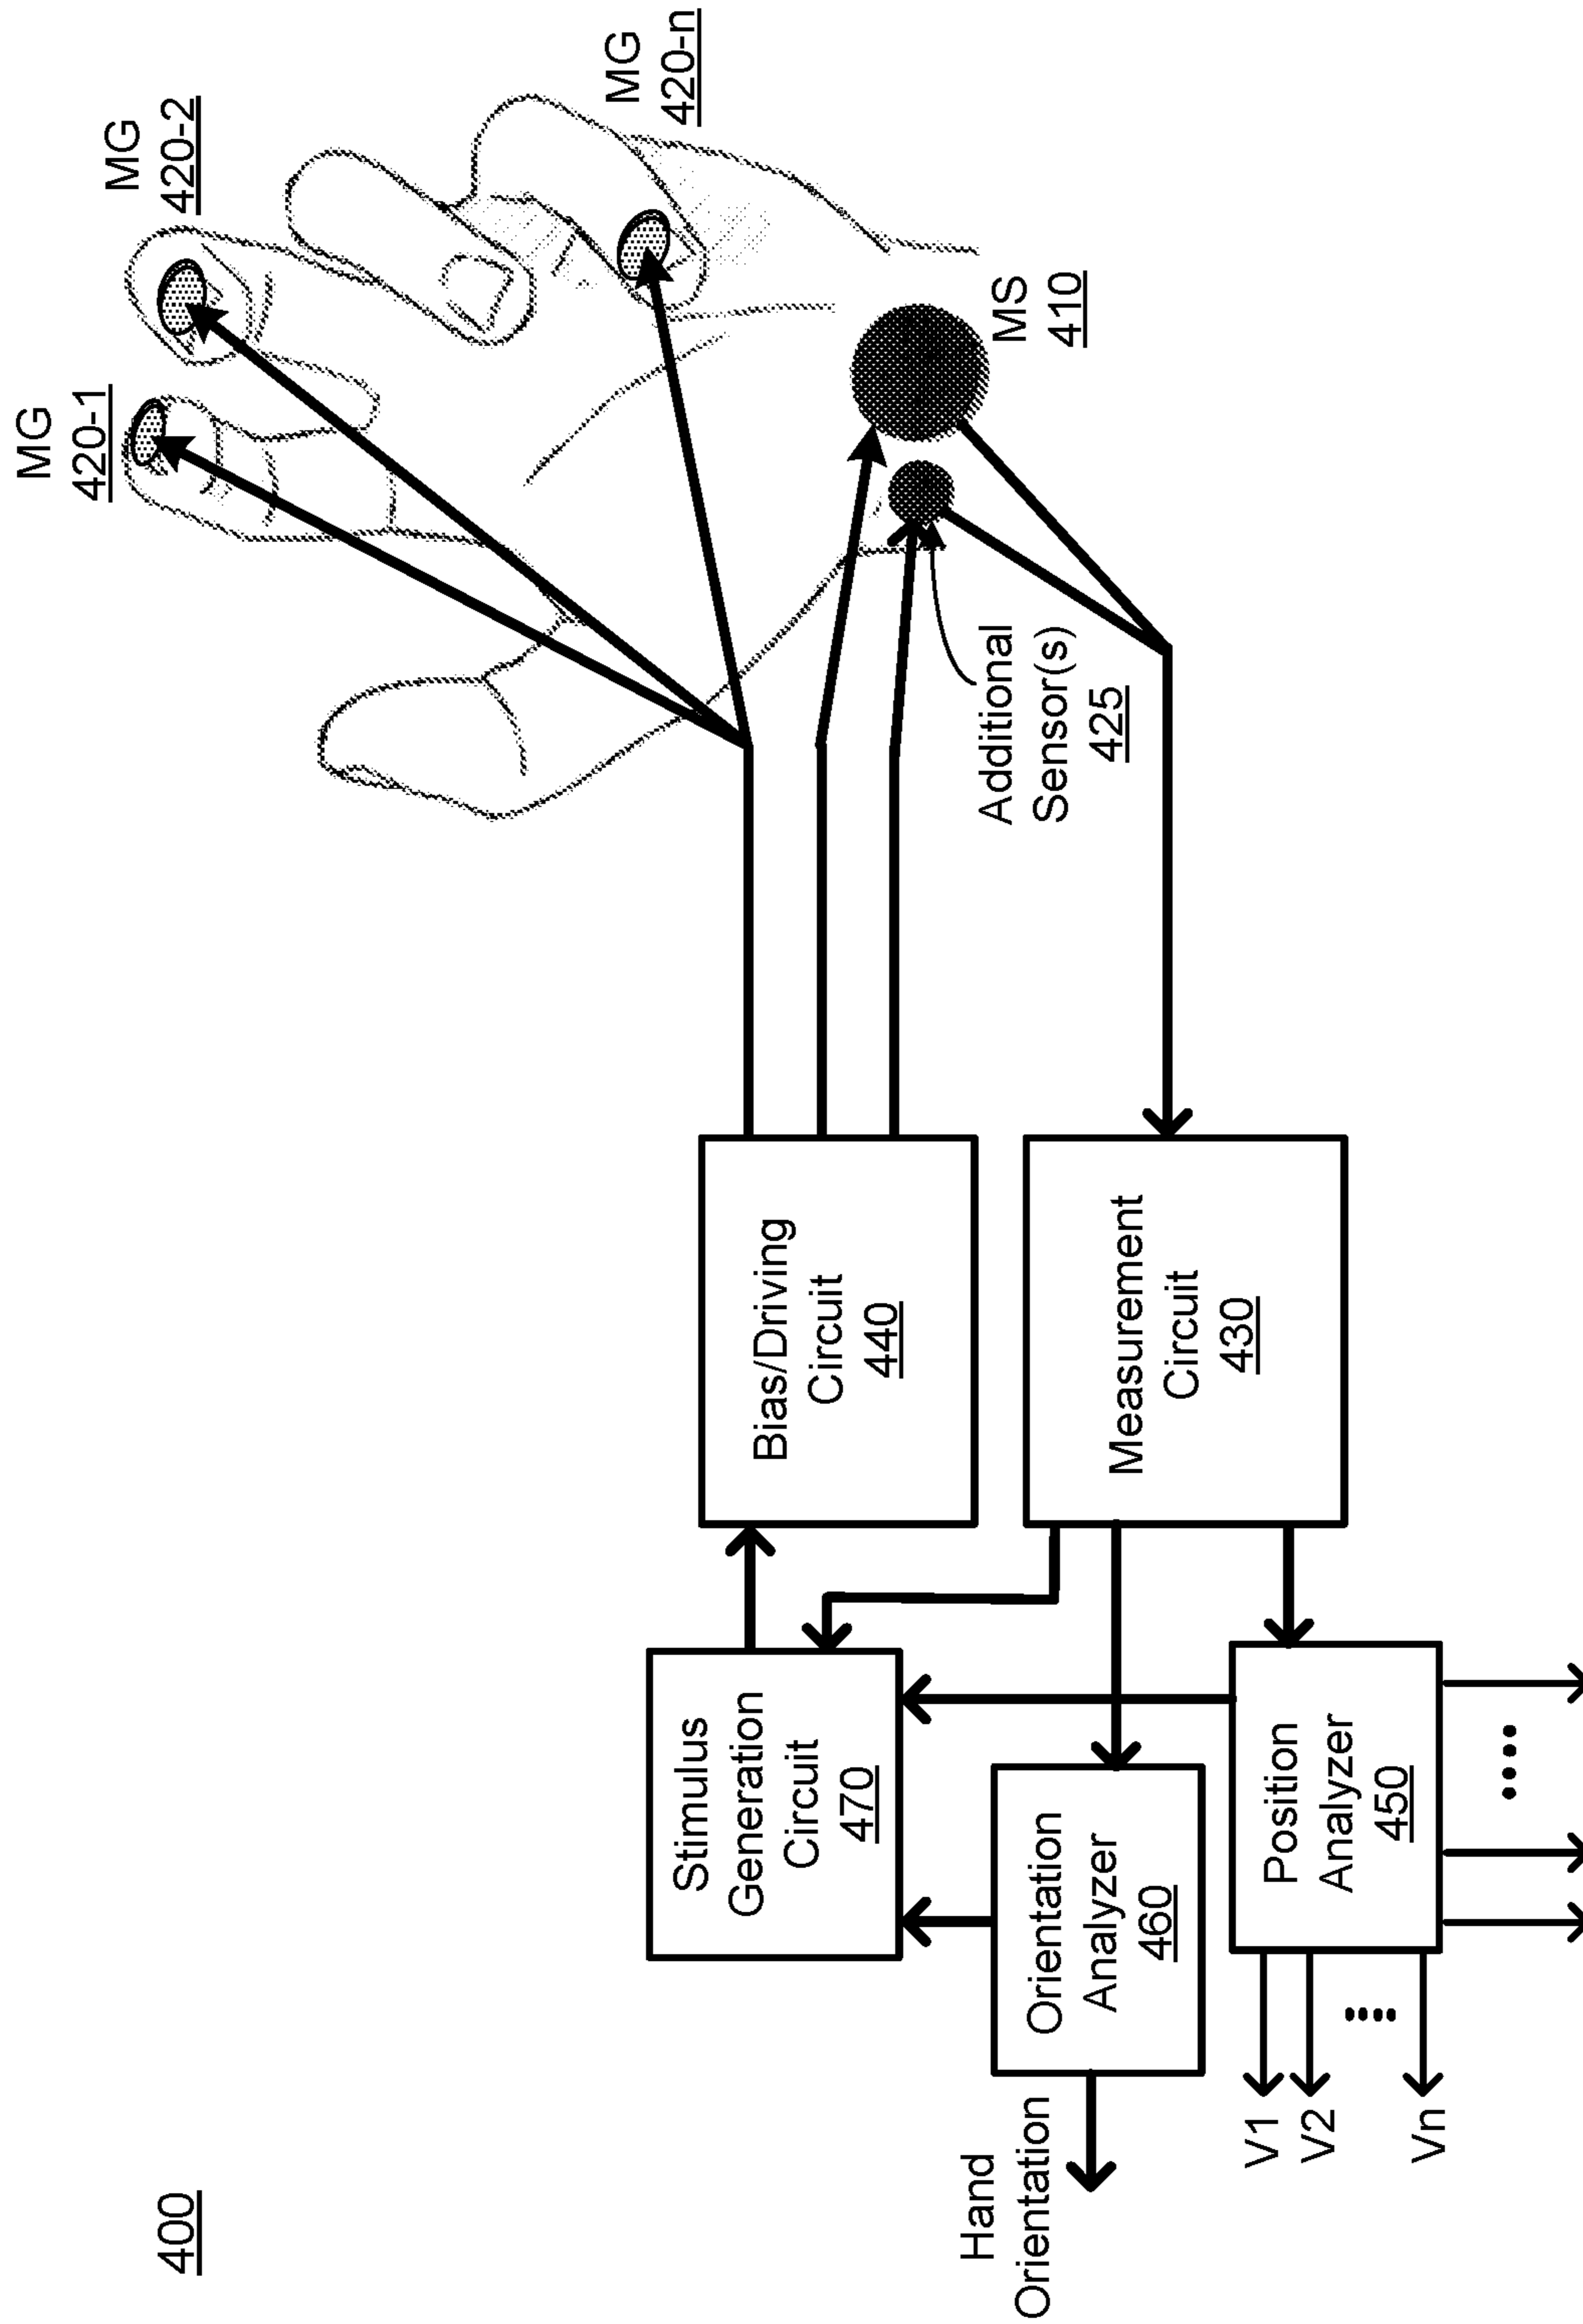 400
MG
420-1
MG
420-2
MG
420-n
MS
410
Additional
Sensor(s)
425
Bias/Driving
Circuit
440
Measurement
Circuit
430
Stimulus
Generation
Circuit
470
Orientation
Analyzer
460
Position
Analyzer
450
Hand
Orientation
V1
V2
Vn